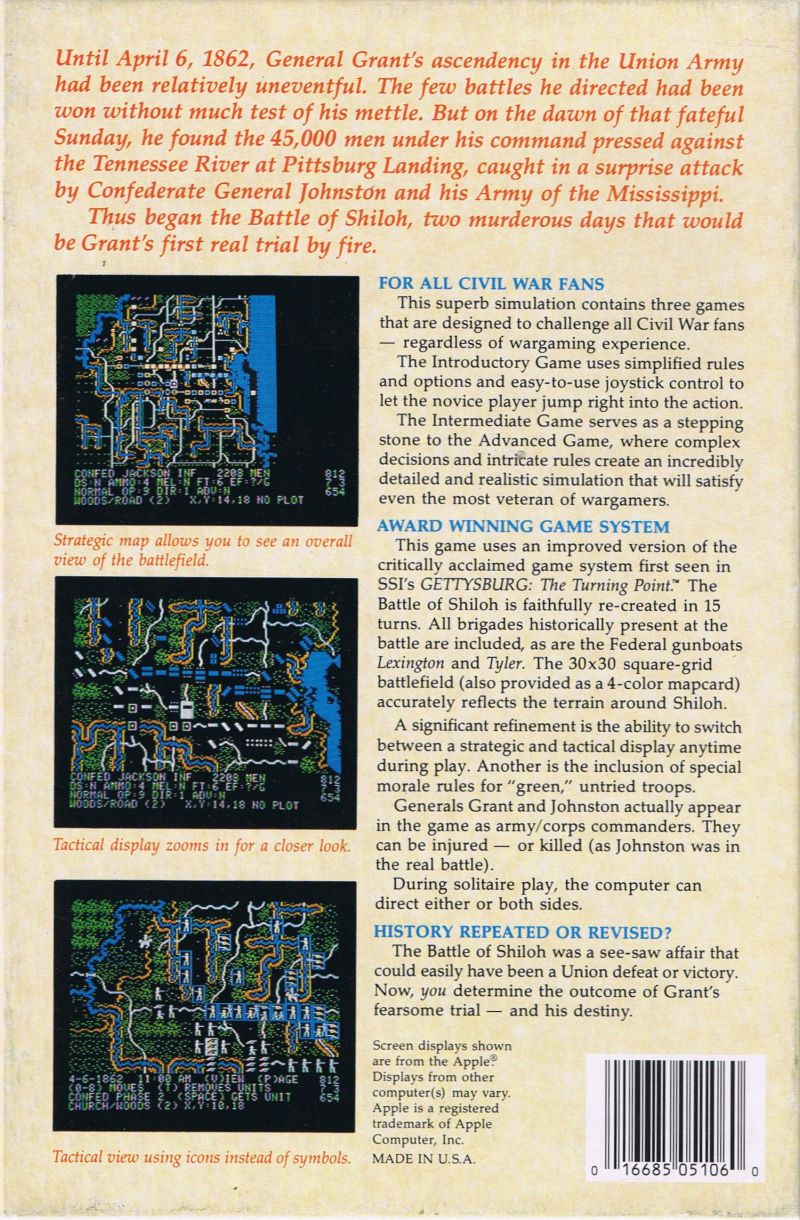 Until April 6, 1862, General Grant's ascendency in the Union Army
had been relatively uneventful. The few battles he directed had been
won without much test of his mettle. But on the dawn of that fateful
Sunday, he found the 45,000 men under his command pressed against
the Tennessee River at Pittsburg Landing, caught in a surprise attack
by Confederate General Johnston and his Army of the Mississippi.
Thus began the Battle of Shiloh, two murderous days that would
be Grant's first real trial by fire.
CONFED JACKSON INF 2208 MEN 812
DS:N AMMO:4 MEL:N FT:6 EF:?/G 7 3
NORMAL OP:9 DIR:1 ADV:N 654
WOODS/ROAD (2) X,Y:14,18 NO PLOT
Strategic map allows you to see an overall
view of the battlefield.
CONFED JACKSON INF 2208 MEN 812
DS:N AMMO:4 MEL:N FT:6 EF:?/G 7 3
NORMAL OP:9 DIR:1 ADV:N 654
WOODS/ROAD (2) X,Y:14,18 NO PLOT
Tactical display zooms in for a closer look.
4-6-1862 11:00 AM (V)IEW (P)AGE 812
(0-8) MOVES (T) REMOVES UNITS 7 3
CONFED PHASE 2 (SPACE) GETS UNIT 654
CHURCH/WOODS (2) X,Y:10,18
Tactical view using icons instead of symbols.
FOR ALL CIVIL WAR FANS
This superb simulation contains three games
that are designed to challenge all Civil War fans
— regardless of wargaming experience.
The Introductory Game uses simplified rules
and options and easy-to-use joystick control to
let the novice player jump right into the action.
The Intermediate Game serves as a stepping
stone to the Advanced Game, where complex
decisions and intricate rules create an incredibly
detailed and realistic simulation that will satisfy
even the most veteran of wargamers.
AWARD WINNING GAME SYSTEM
This game uses an improved version of the
critically acclaimed game system first seen in
SSI's GETTYSBURG: The Turning Point.™ The
Battle of Shiloh is faithfully re-created in 15
turns. All brigades historically present at the
battle are included, as are the Federal gunboats
Lexington and Tyler. The 30x30 square-grid
battlefield (also provided as a 4-color mapcard)
accurately reflects the terrain around Shiloh.
A significant refinement is the ability to switch
between a strategic and tactical display anytime
during play. Another is the inclusion of special
morale rules for "green," untried troops.
Generals Grant and Johnston actually appear
in the game as army/corps commanders. They
can be injured — or killed (as Johnston was in
the real battle).
During solitaire play, the computer can
direct either or both sides.
HISTORY REPEATED OR REVISED?
The Battle of Shiloh was a see-saw affair that
could easily have been a Union defeat or victory.
Now, you determine the outcome of Grant's
fearsome trial — and his destiny.
Screen displays shown
are from the Apple.®
Displays from other
computer(s) may vary.
Apple is a registered
trademark of Apple
Computer, Inc.
MADE IN U.S.A.
0 16685 05106 0